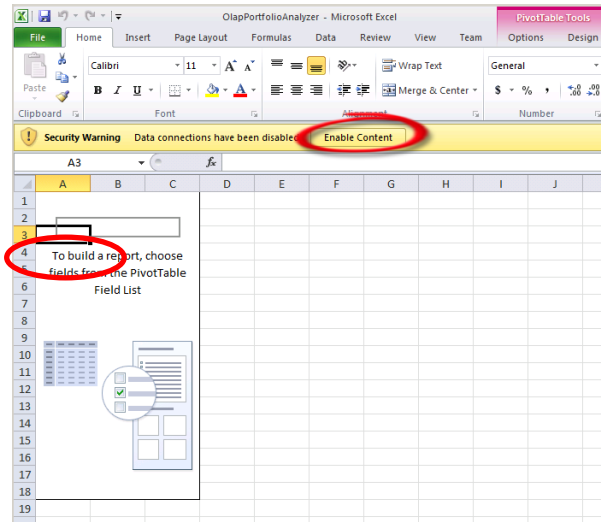 OlapPortfolioAnalyzer - Microsoft Excel PivotTable Tools
File Home Insert Page Layout Formulas Data Review View Team Options Design
Calibri 11 A A Wrap Text General
Paste B I U A Merge & Center $ % , .00
Clipboard Font Alignment Number
! Security Warning Data connections have been disabled Enable Content
A3 fx
A B C D E F G H I J
1
2
3
4 To build a report, choose
5 fields from the PivotTable
6 Field List
7
8
9
10
11
12
13
14
15
16
17
18
19